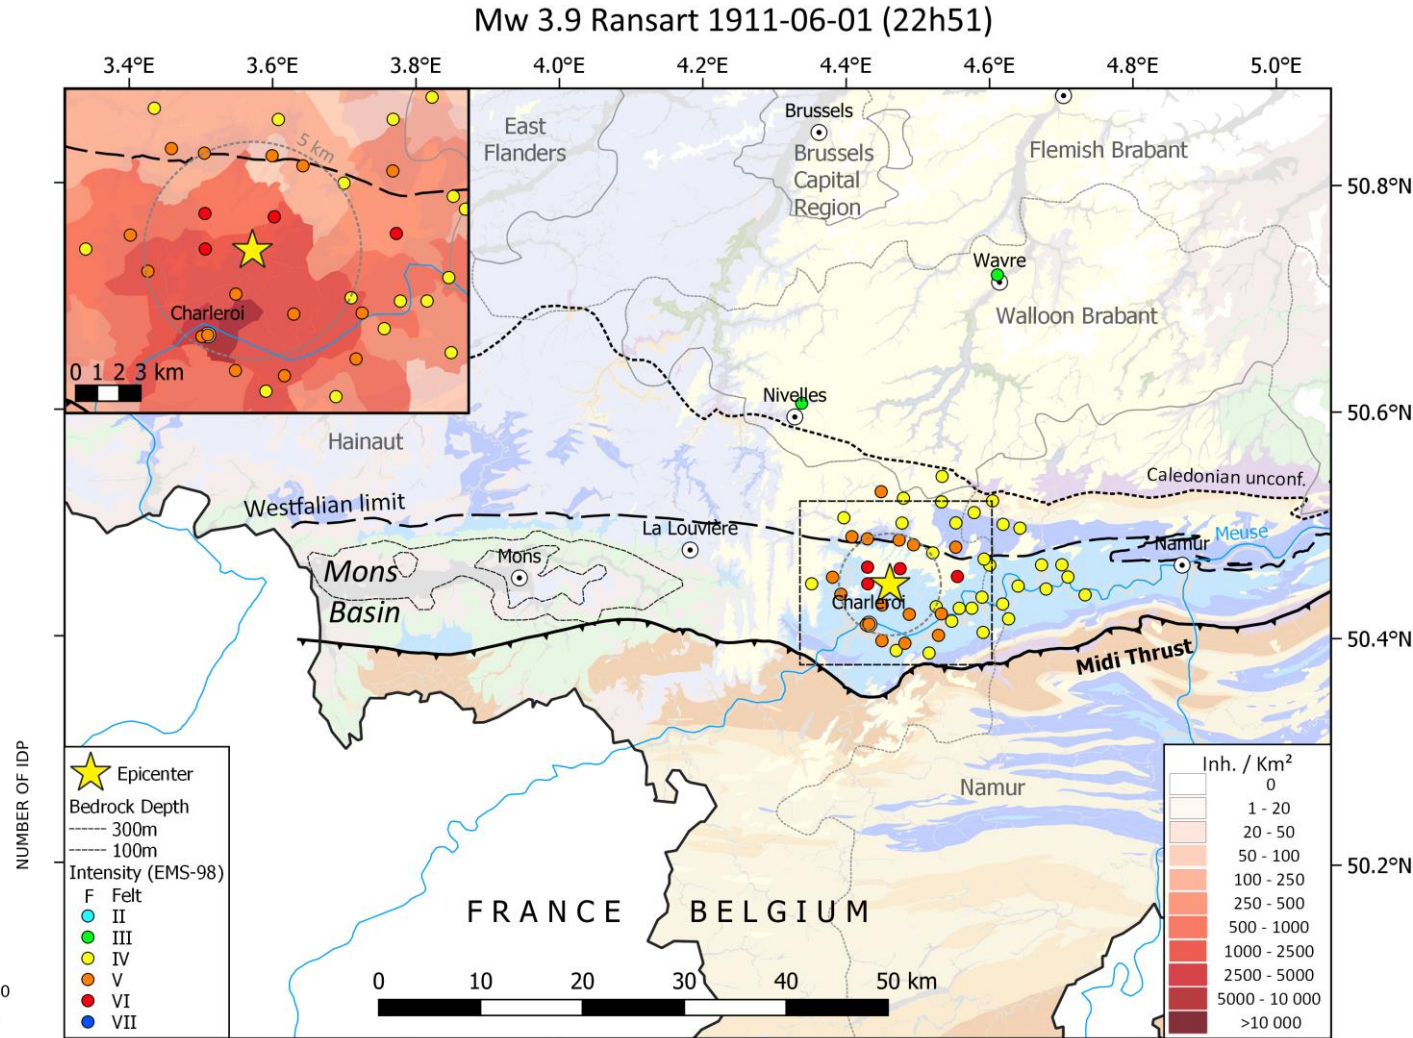 Mw 3.9 Ransart 1911-06-01 (22h51)
3.4°E 3.6°E 3.8°E 4.0°E 4.2°E 4.4°E 4.6°E 4.8°E 5.0°E
5 km
Charleroi
0 1 2 3 km
East
Flanders
Brussels
Brussels
Capital
Region
Flemish Brabant
50.8°N
Wavre
Walloon Brabant
Nivelles
50.6°N
Hainaut
Caledonian unconf.
Westfalian limit
La Louvière
Meuse
Namur
Mons
Mons
Basin
Charleroi
50.4°N
Midi Thrust
Namur
50.2°N
FRANCE
BELGIUM
0 10 20 30 40 50 km
NUMBER OF IDP
0
Epicenter
Bedrock Depth
300m
100m
Intensity (EMS-98)
F Felt
II
III
IV
V
VI
VII
Inh. / Km²
0
1 - 20
20 - 50
50 - 100
100 - 250
250 - 500
500 - 1000
1000 - 2500
2500 - 5000
5000 - 10 000
>10 000